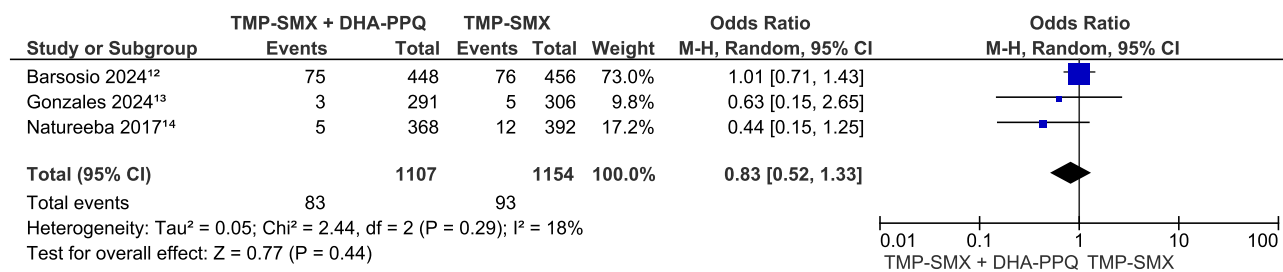 TMP-SMX + DHA-PPQ TMP-SMX Odds Ratio Odds Ratio
Study or Subgroup Events Total Events Total Weight M-H, Random, 95% CI M-H, Random, 95% CI
Barsosio 2024¹² 75 448 76 456 73.0% 1.01 [0.71, 1.43]
Gonzales 2024¹³ 3 291 5 306 9.8% 0.63 [0.15, 2.65]
Natureeba 2017¹⁴ 5 368 12 392 17.2% 0.44 [0.15, 1.25]
Total (95% CI) 1107 1154 100.0% 0.83 [0.52, 1.33]
Total events 83 93
Heterogeneity: Tau² = 0.05; Chi² = 2.44, df = 2 (P = 0.29); I² = 18%
Test for overall effect: Z = 0.77 (P = 0.44)
0.01 0.1 1 10 100
TMP-SMX + DHA-PPQ TMP-SMX